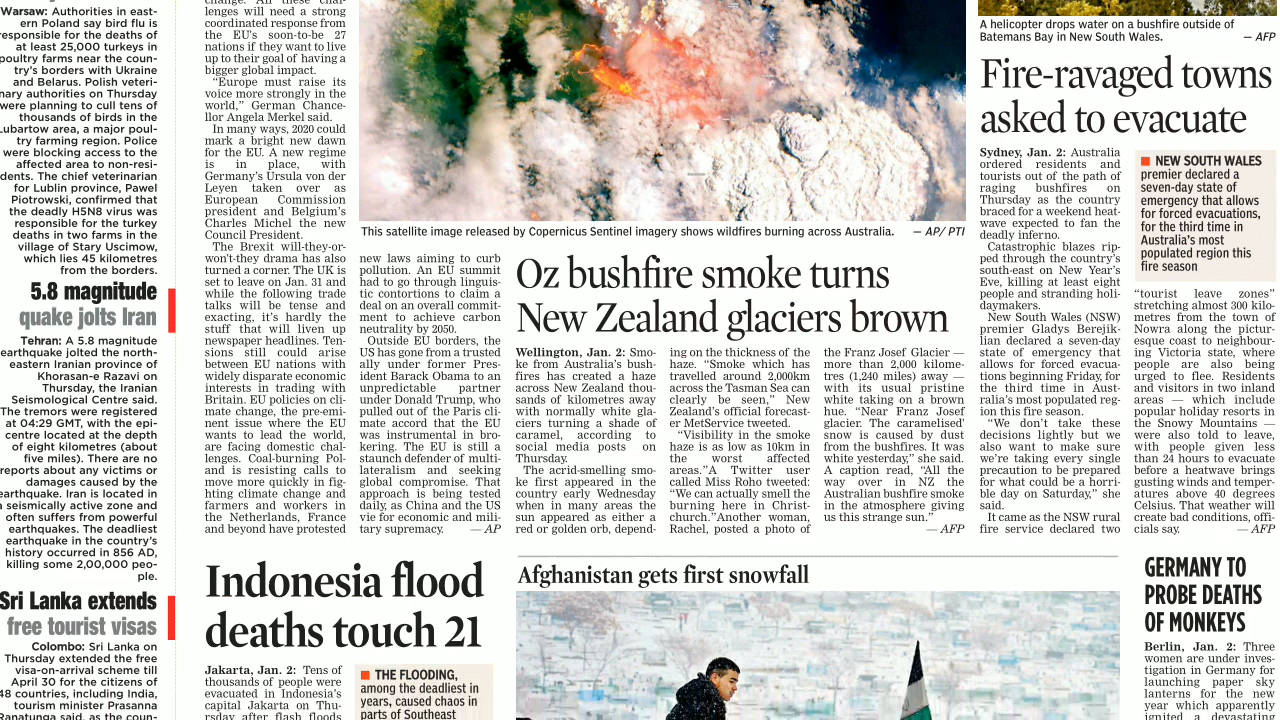 Warsaw: Authorities in east-
ern Poland say bird flu is
responsible for the deaths of
at least 25,000 turkeys in
poultry farms near the coun-
try’s borders with Ukraine
and Belarus. Polish veteri-
nary authorities on Thursday
were planning to cull tens of
thousands of birds in the
Lubartow area, a major poul-
try farming region. Police
were blocking access to the
affected area to non-resi-
dents. The chief veterinarian
for Lublin province, Pawel
Piotrowski, confirmed that
the deadly H5N8 virus was
responsible for the turkey
deaths in two farms in the
village of Stary Uscimow,
which lies 45 kilometres
from the borders.
5.8 magnitude
quake jolts Iran
Tehran: A 5.8 magnitude
earthquake jolted the north-
eastern Iranian province of
Khorasan-e Razavi on
Thursday, the Iranian
Seismological Centre said.
The tremors were registered
at 04:29 GMT, with the epi-
centre located at the depth
of eight kilometres (about
five miles). There are no
reports about any victims or
damages caused by the
earthquake. Iran is located in
a seismically active zone and
often suffers from powerful
earthquakes. The deadliest
earthquake in the country’s
history occurred in 856 AD,
killing some 2,00,000 peo-
ple.
Sri Lanka extends
free tourist visas
Colombo: Sri Lanka on
Thursday extended the free
visa-on-arrival scheme till
April 30 for the citizens of
48 countries, including India,
tourism minister Prasanna
Ranatunga said, as the coun-
change. All these chal-
lenges will need a strong
coordinated response from
the EU’s soon-to-be 27
nations if they want to live
up to their goal of having a
bigger global impact.
“Europe must raise its
voice more strongly in the
world,” German Chance-
llor Angela Merkel said.
In many ways, 2020 could
mark a bright new dawn
for the EU. A new regime
is in place, with
Germany’s Ursula von der
Leyen taken over as
European Commission
president and Belgium’s
Charles Michel the new
Council President.
The Brexit will-they-or-
won’t-they drama has also
turned a corner. The UK is
set to leave on Jan. 31 and
while the following trade
talks will be tense and
exacting, it’s hardly the
stuff that will liven up
newspaper headlines. Ten-
sions still could arise
between EU nations with
widely disparate economic
interests in trading with
Britain. EU policies on cli-
mate change, the pre-emi-
nent issue where the EU
wants to lead the world,
are facing domestic chal-
lenges. Coal-burning Pol-
and is resisting calls to
move more quickly in fig-
hting climate change and
farmers and workers in
the Netherlands, France
and beyond have protested
new laws aiming to curb
pollution. An EU summit
had to go through linguis-
tic contortions to claim a
deal on an overall commit-
ment to achieve carbon
neutrality by 2050.
Outside EU borders, the
US has gone from a trusted
ally under former Pres-
ident Barack Obama to an
unpredictable partner
under Donald Trump, who
pulled out of the Paris cli-
mate accord that the EU
was instrumental in bro-
kering. The EU is still a
staunch defender of multi-
lateralism and seeking
global compromise. That
approach is being tested
daily, as China and the US
vie for economic and mili-
tary supremacy. — AP
This satellite image released by Copernicus Sentinel imagery shows wildfires burning across Australia. — AP/ PTI
Oz bushfire smoke turns
New Zealand glaciers brown
Wellington, Jan. 2: Smo-
ke from Australia’s bush-
fires has created a haze
across New Zealand thou-
sands of kilometres away
with normally white gla-
ciers turning a shade of
caramel, according to
social media posts on
Thursday.
The acrid-smelling smo-
ke first appeared in the
country early Wednesday
when in many areas the
sun appeared as either a
red or golden orb, depend-
ing on the thickness of the
haze. “Smoke which has
travelled around 2,000km
across the Tasman Sea can
clearly be seen,” New
Zealand’s official forecast-
er MetService tweeted.
“Visibility in the smoke
haze is as low as 10km in
the worst affected
areas.”A Twitter user
called Miss Roho tweeted:
“We can actually smell the
burning here in Christ-
church.”Another woman,
Rachel, posted a photo of
the Franz Josef Glacier —
more than 2,000 kilome-
tres (1,240 miles) away —
with its usual pristine
white taking on a brown
hue. “Near Franz Josef
glacier. The caramelised'
snow is caused by dust
from the bushfires. It was
white yesterday,” she said.
A caption read, “All the
way over in NZ the
Australian bushfire smoke
in the atmosphere giving
us this strange sun.”
— AFP
A helicopter drops water on a bushfire outside of
Batemans Bay in New South Wales. — AFP
Fire-ravaged towns
asked to evacuate
Sydney, Jan. 2: Australia
ordered residents and
tourists out of the path of
raging bushfires on
Thursday as the country
braced for a weekend heat-
wave expected to fan the
deadly inferno.
Catastrophic blazes rip-
ped through the country’s
south-east on New Year’s
Eve, killing at least eight
people and stranding holi-
daymakers.
New South Wales (NSW)
premier Gladys Berejik-
lian declared a seven-day
state of emergency that
allows for forced evacua-
tions beginning Friday, for
the third time in Aust-
ralia’s most populated reg-
ion this fire season.
“We don’t take these
decisions lightly but we
also want to make sure
we’re taking every single
precaution to be prepared
for what could be a horri-
ble day on Saturday,” she
said.
It came as the NSW rural
fire service declared two
NEW SOUTH WALES
premier declared a
seven-day state of
emergency that allows
for forced evacuations,
for the third time in
Australia’s most
populated region this
fire season
“tourist leave zones”
stretching almost 300 kilo-
metres from the town of
Nowra along the pictur-
esque coast to neighbour-
ing Victoria state, where
people are also being
urged to flee. Residents
and visitors in two inland
areas — which include
popular holiday resorts in
the Snowy Mountains —
were also told to leave,
with people given less
than 24 hours to evacuate
before a heatwave brings
gusting winds and temper-
atures above 40 degrees
Celsius. That weather will
create bad conditions, offi-
cials say. — AFP
Indonesia flood
deaths touch 21
Jakarta, Jan. 2: Tens of
thousands of people were
evacuated in Indonesia’s
capital Jakarta on Thu-
rsday after flash floods
THE FLOODING,
among the deadliest in
years, caused chaos in
parts of Southeast
Afghanistan gets first snowfall
GERMANY TO
PROBE DEATHS
OF MONKEYS
Berlin, Jan. 2: Three
women are under inves-
tigation in Germany for
launching paper sky
lanterns for the new
year which apparently
ignited devastating